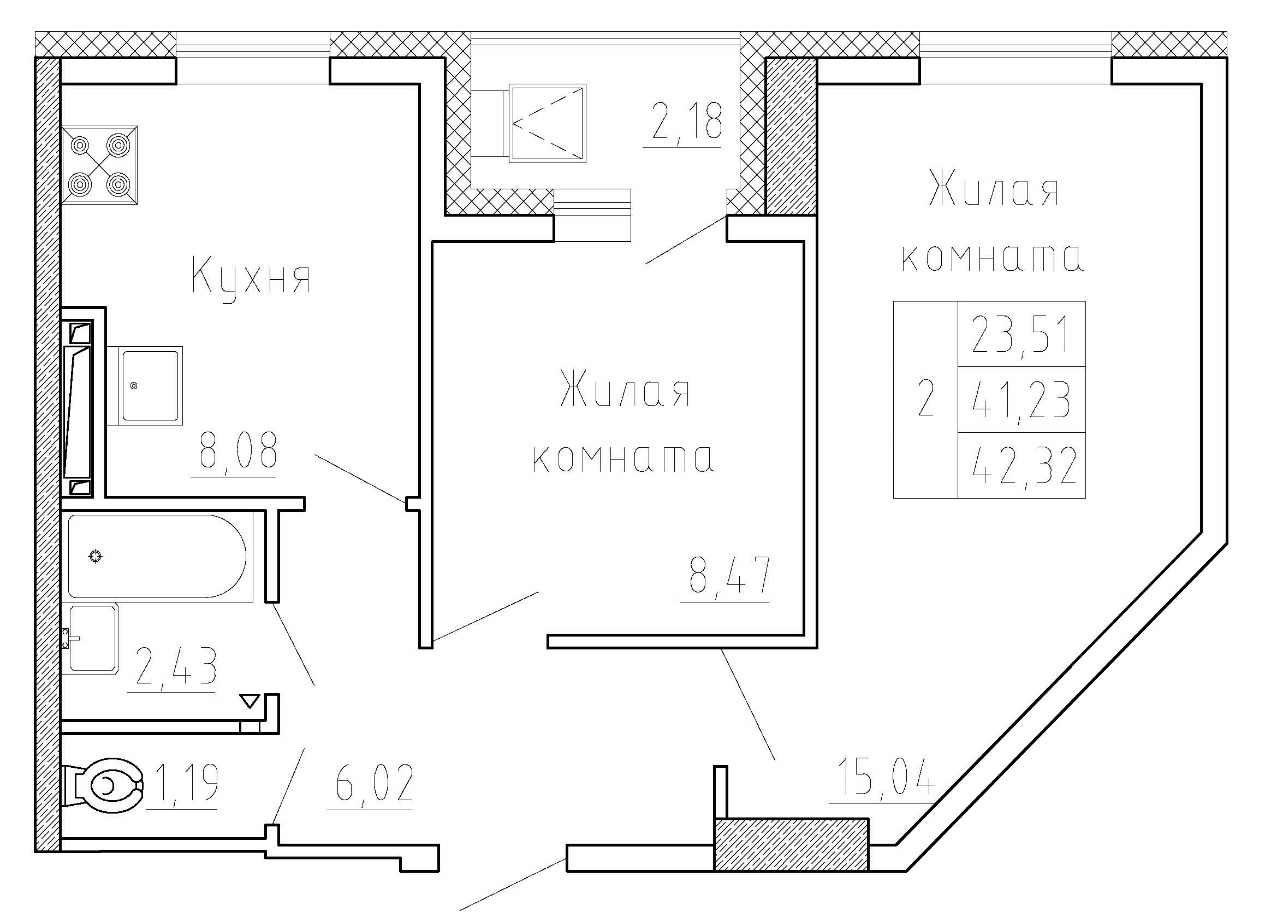 2,18
Жилая
комната
Кухня
23,51
2
41,23
42,32
Жилая
комната
8,08
8,47
2,43
1,19
6,02
15,04